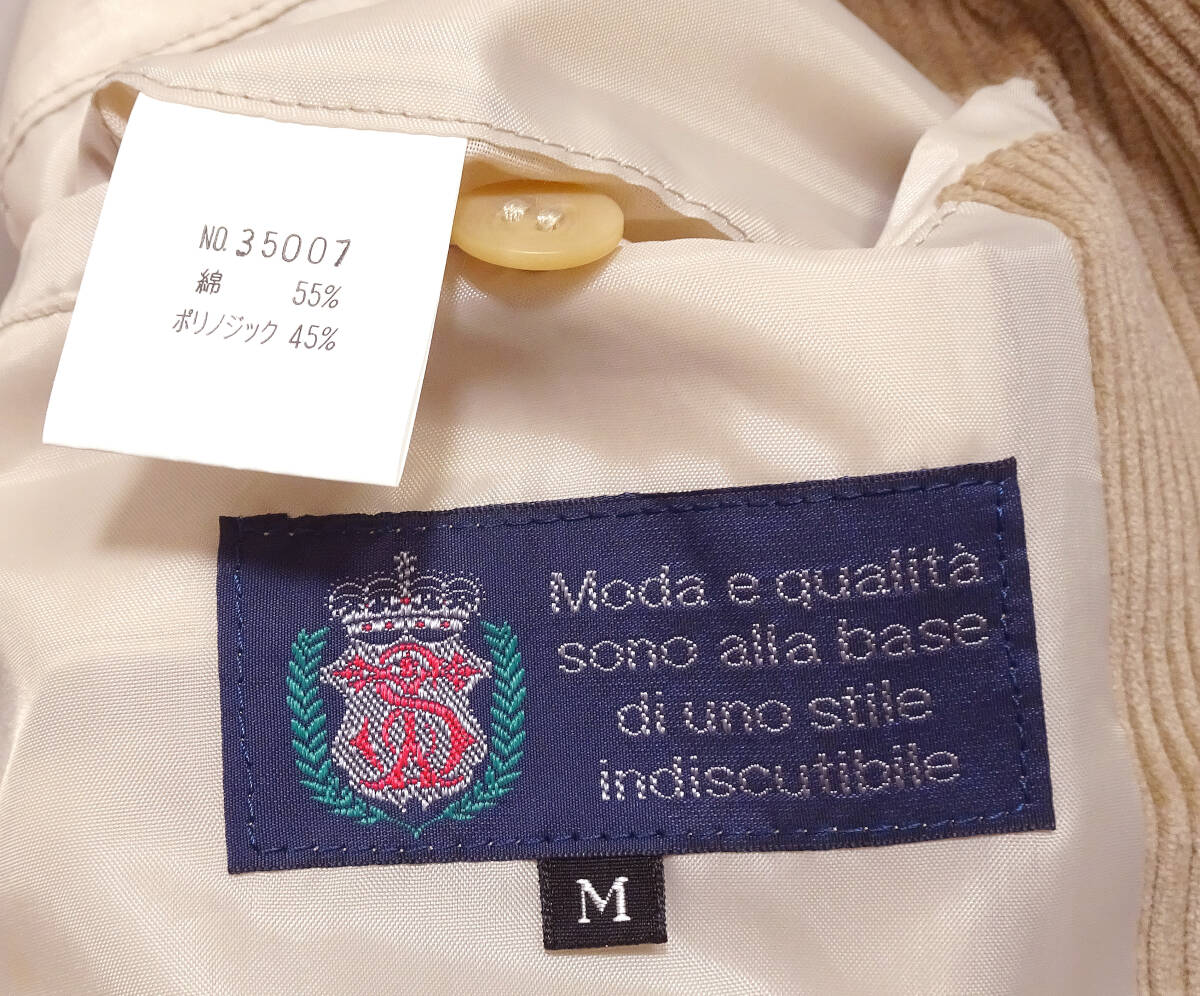 NO. 35007
綿 55%
ポリノジック 45%
Moda e qualità
sono alla base
di uno stile
indiscutibile
M